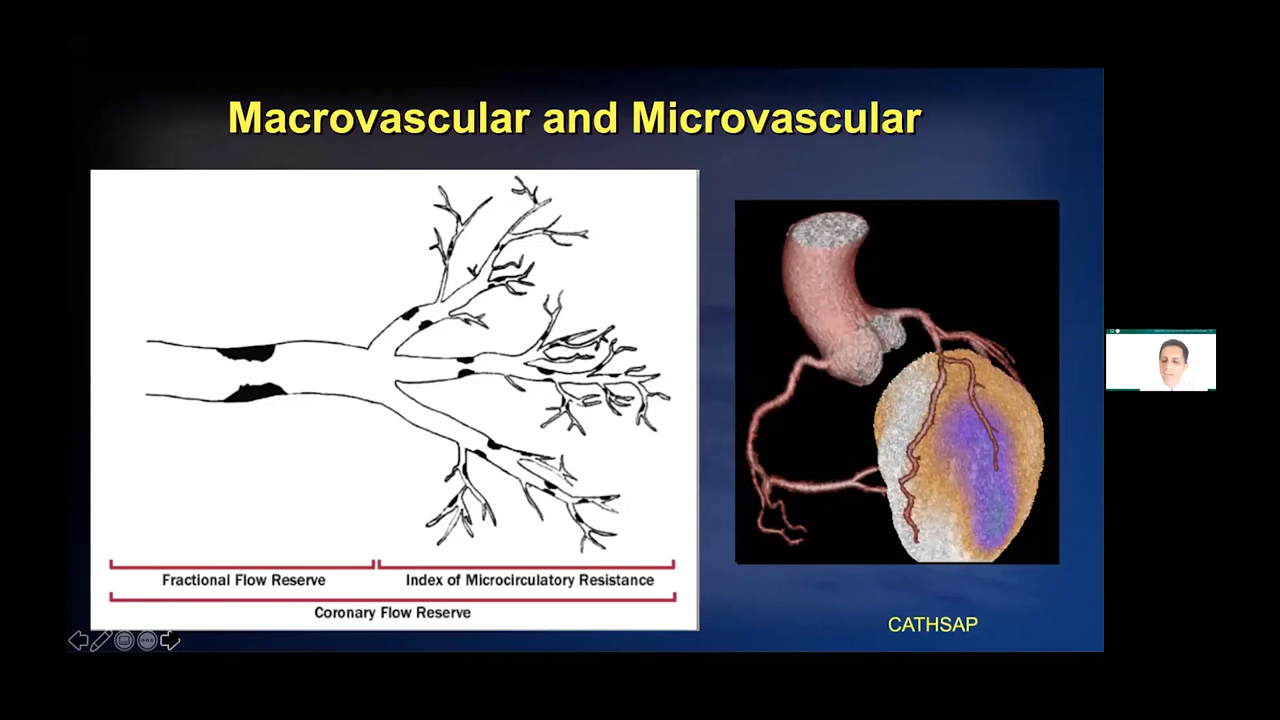 Macrovascular and Microvascular
Fractional Flow Reserve
Index of Microcirculatory Resistance
Coronary Flow Reserve
CATHSAP